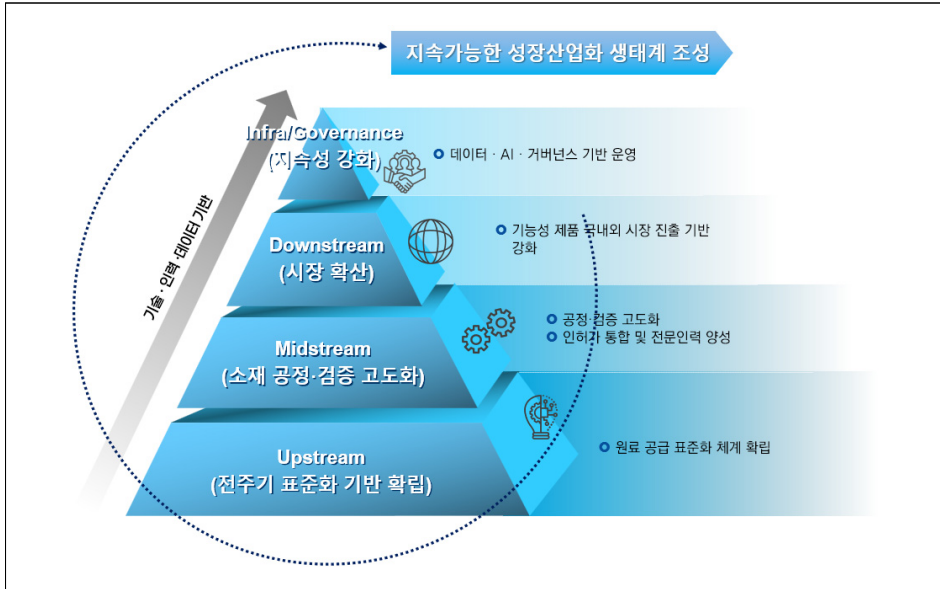 지속가능한 성장산업화 생태계 조성
Infra/Governance
(지속성 강화)
데이터 · AI · 거버넌스 기반 운영
기술 · 인력 · 데이터 기반
Downstream
(시장 확산)
기능성 제품 국내외 시장 진출 기반
강화
Midstream
(소재 공정·검증 고도화)
공정·검증 고도화
인허가 통합 및 전문인력 양성
Upstream
(전주기 표준화 기반 확립)
원료 공급 표준화 체계 확립